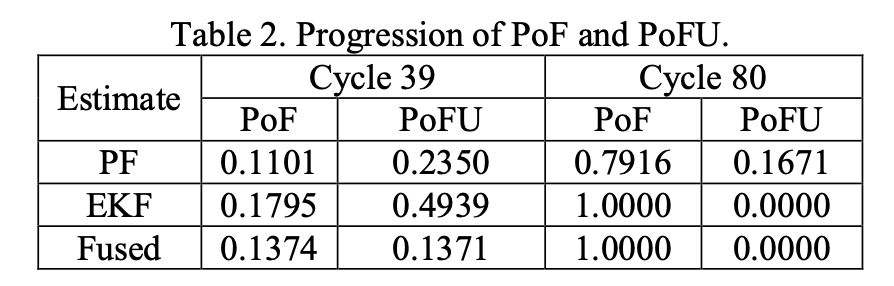 Table 2. Progression of PoF and PoFU.
Estimate Cycle 39 Cycle 80
PoF PoFU PoF PoFU
PF 0.1101 0.2350 0.7916 0.1671
EKF 0.1795 0.4939 1.0000 0.0000
Fused 0.1374 0.1371 1.0000 0.0000